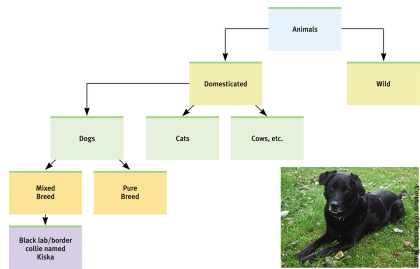 Animals
Domesticated
Wild
Dogs
Cats
Cows, etc.
Mixed
Breed
Pure
Breed
Black lab/border
collie named
Kiska